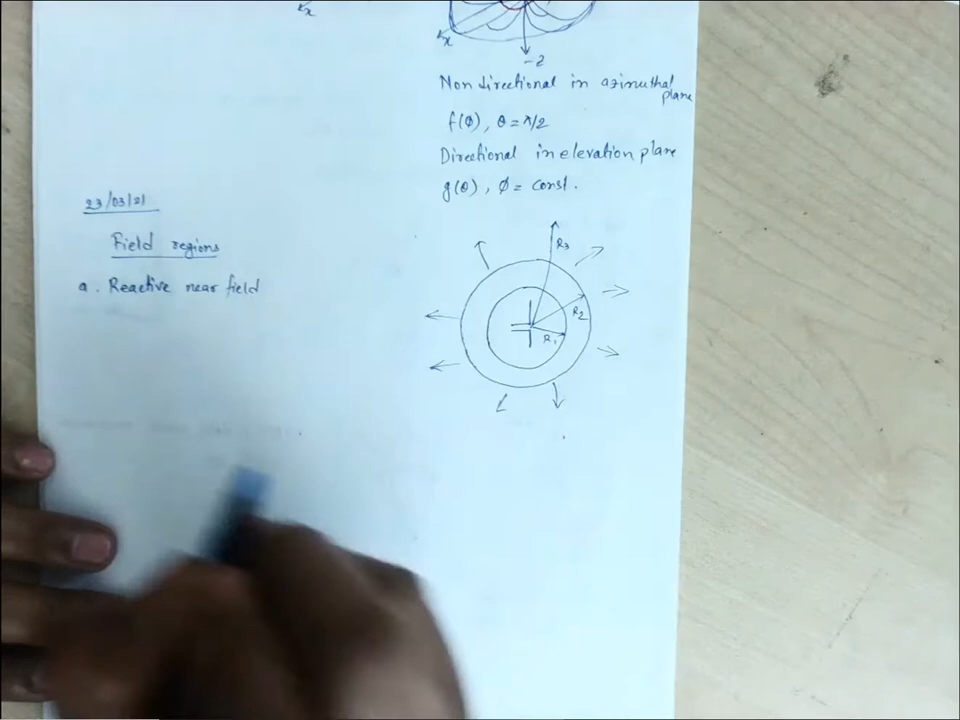 x
x
-z
Non directional in azimuthal
plane
f(φ), θ = π/2
Directional in elevation plane
g(θ), φ = const.
23/03/21
Field regions
a. Reactive near field
R3
R2
R1